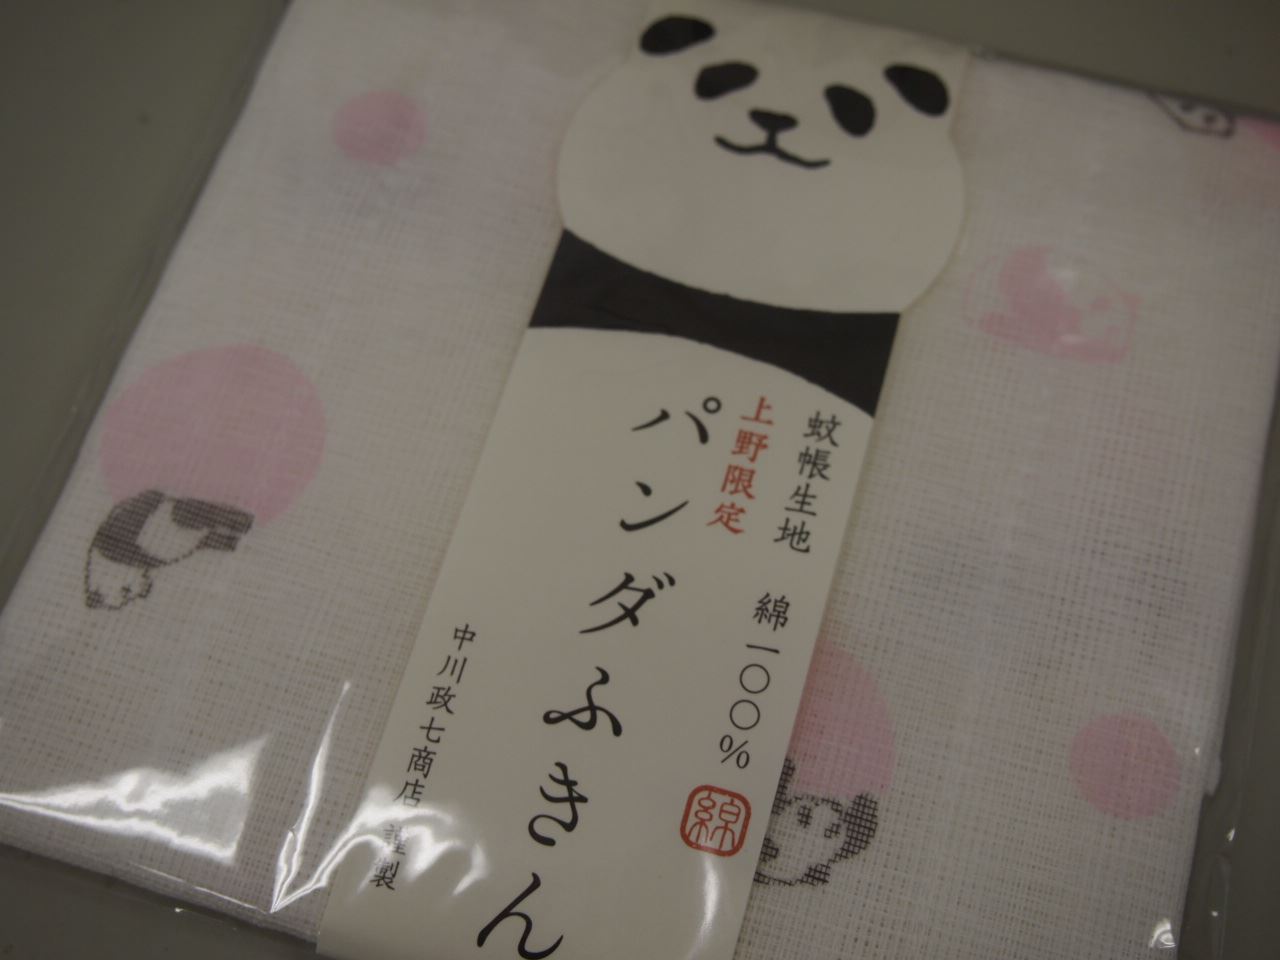 蚊帳生地 綿一〇〇%
綿
上野限定
パンダふきん
中川政七商店 謹製